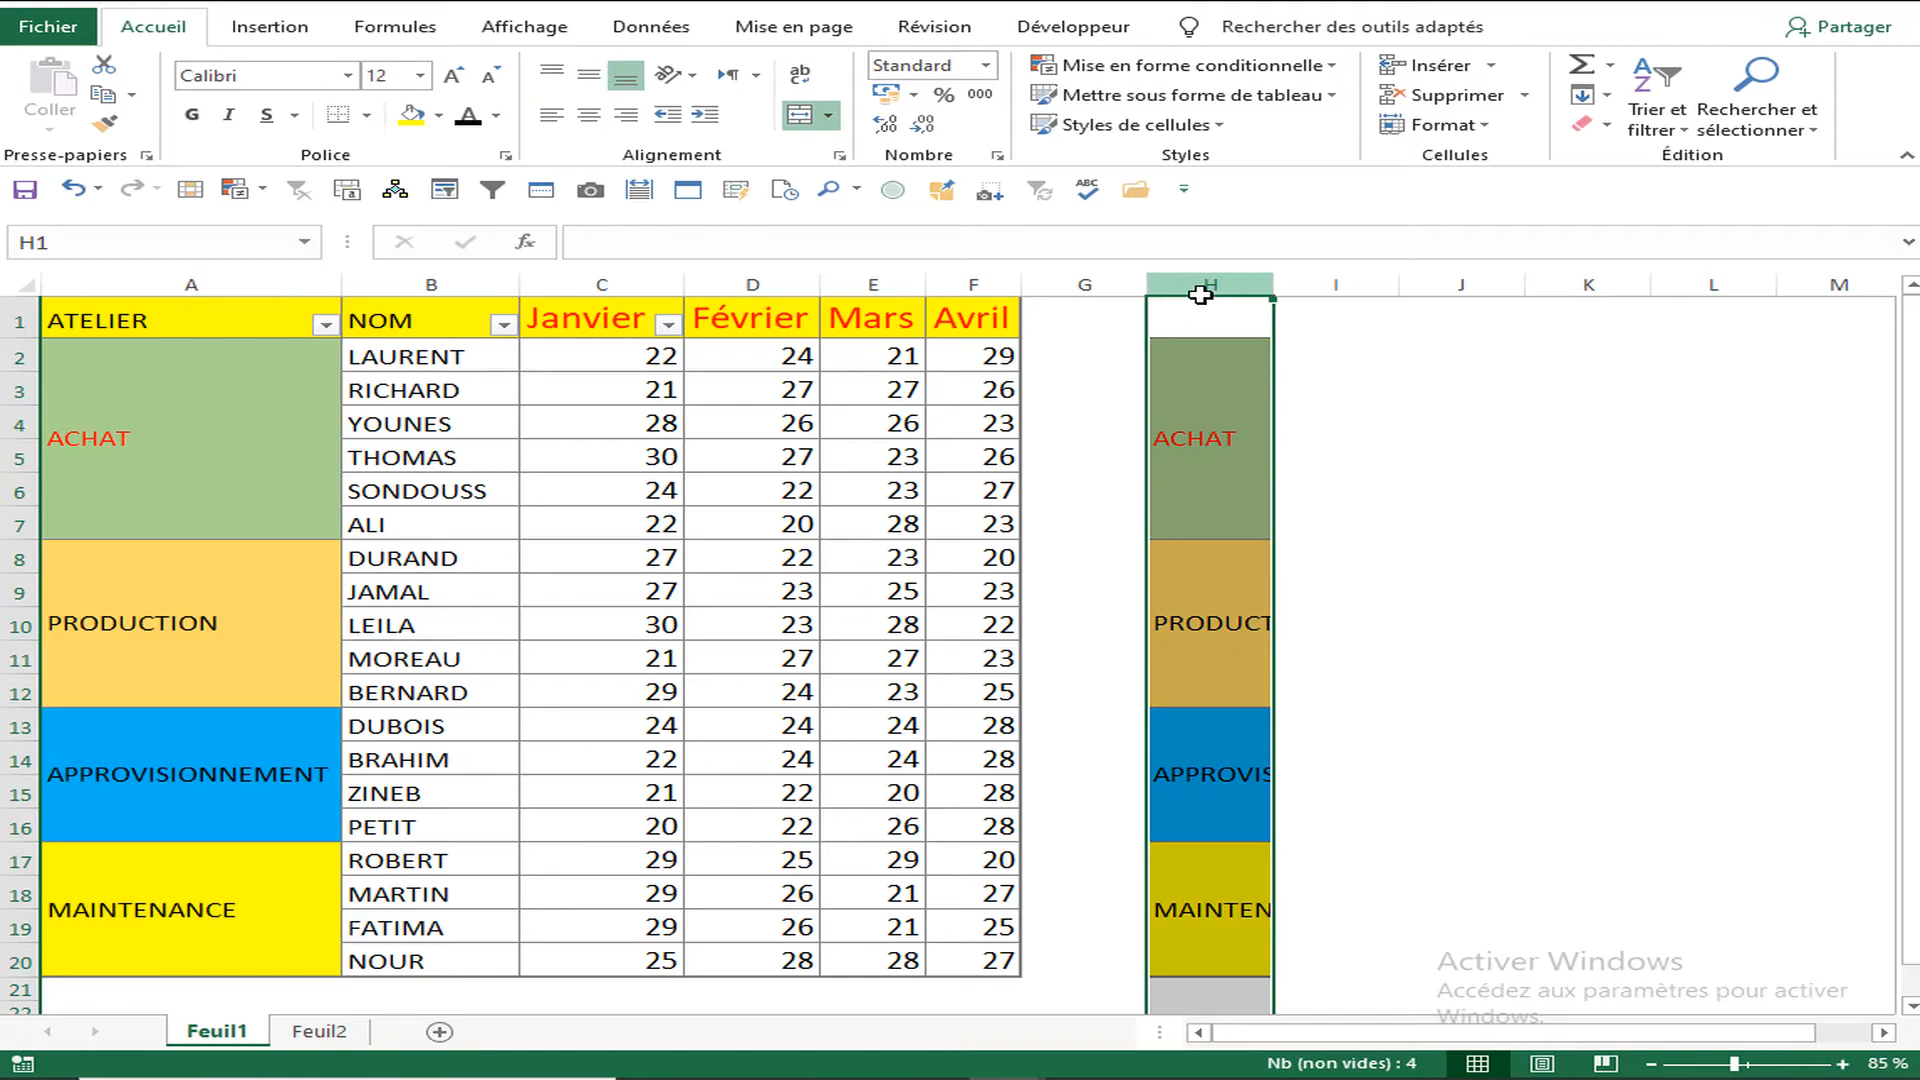 Fichier Accueil Insertion Formules Affichage Données Mise en page Révision Développeur Rechercher des outils adaptés Partager
Coller Calibri 12 Standard Mise en forme conditionnelle Insérer
G I S % 000 Mettre sous forme de tableau Supprimer Trier et filtrer Rechercher et sélectionner
Styles de cellules Format
Presse-papiers Police Alignement Nombre Styles Cellules Édition
H1 fx
A B C D E F G H I J K L M
1 ATELIER NOM Janvier Février Mars Avril
2 LAURENT 22 24 21 29
3 RICHARD 21 27 27 26
4 YOUNES 28 26 26 23
ACHAT ACHAT
5 THOMAS 30 27 23 26
6 SONDOUSS 24 22 23 27
7 ALI 22 20 28 23
8 DURAND 27 22 23 20
9 JAMAL 27 23 25 23
10 PRODUCTION LEILA 30 23 28 22 PRODUCT
11 MOREAU 21 27 27 23
12 BERNARD 29 24 23 25
13 DUBOIS 24 24 24 28
14 BRAHIM 22 24 24 28
APPROVISIONNEMENT APPROVIS
15 ZINEB 21 22 20 28
16 PETIT 20 22 26 28
17 ROBERT 29 25 29 20
18 MARTIN 29 26 21 27
MAINTENANCE MAINTEN
19 FATIMA 29 26 21 25
20 NOUR 25 28 28 27
21
22
Activer Windows
Accédez aux paramètres pour activer
Windows.
Feuil1 Feuil2
Nb (non vides) : 4 85 %